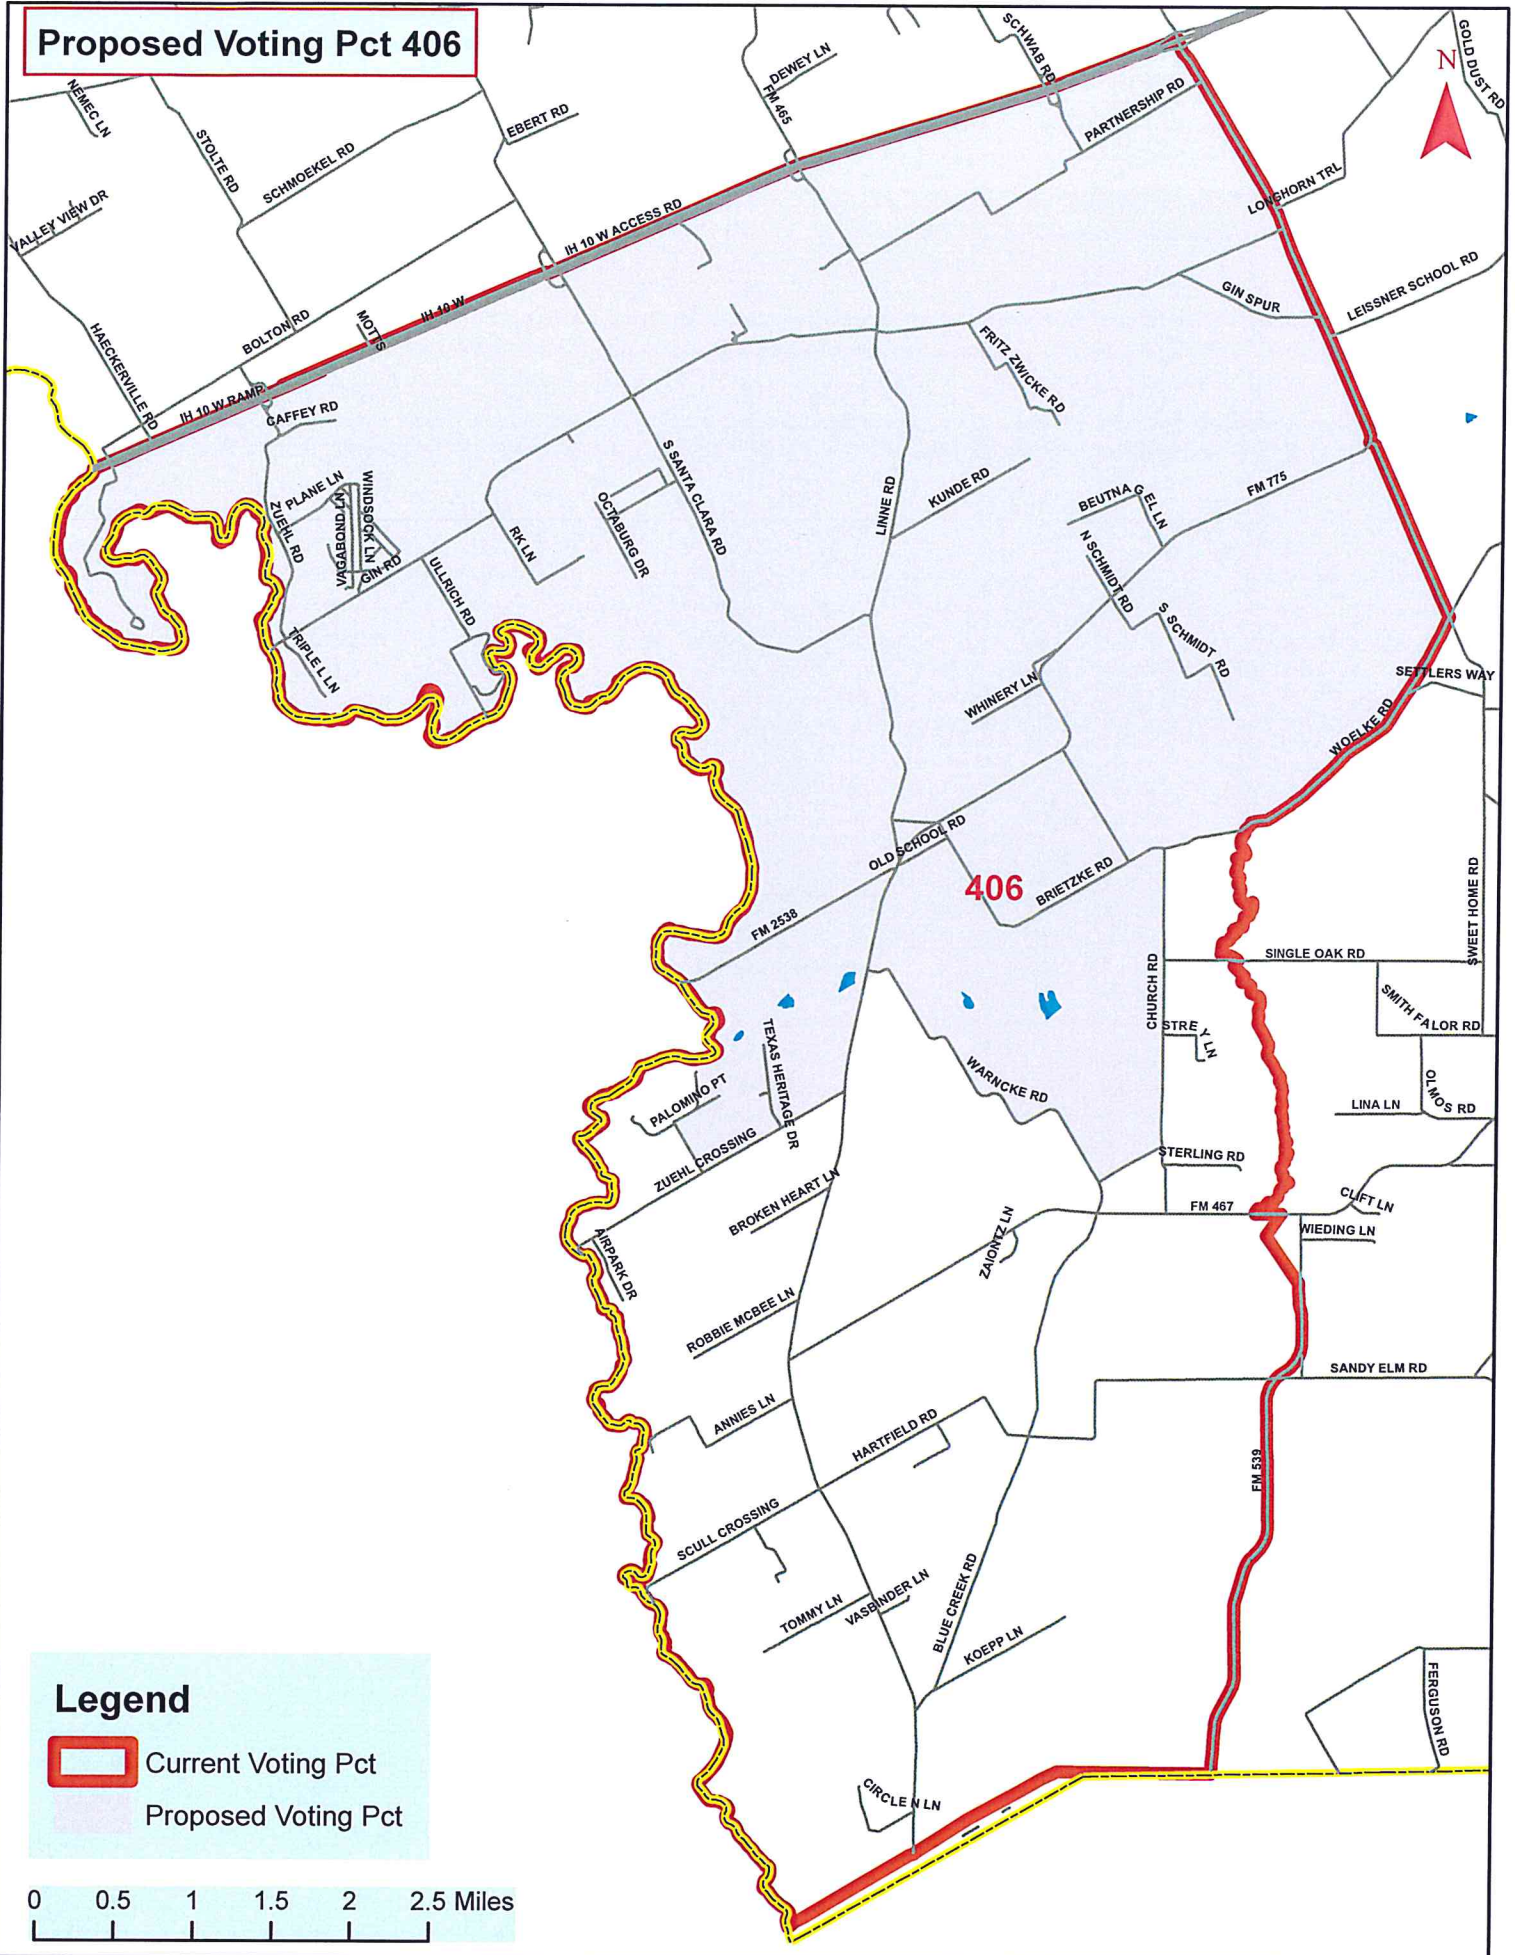 Proposed Voting Pct 406
NEMEC LN
STOLTE RD
SCHMOEKEL RD
EBERT RD
DEWEY LN
FM 465
SCHWAB RD
PARTNERSHIP RD
GOLD DUST RD
N
VALLEY VIEW DR
IH 10 W ACCESS RD
LONGHORN TRL
LEISSNER SCHOOL RD
GIN SPUR
HAECKERVILLE RD
BOLTON RD
MOTTS
IH 10 W
IH 10 W RAMP
CAFFEY RD
FRITZ ZWICKE RD
PLANE LN
WINDSOCK LN
VAGABOND LN
ZUEHL RD
GIN RD
ULLRICH RD
RK LN
OCTABURG DR
S SANTA CLARA RD
LINNE RD
KUNDE RD
BEUTNAGEL LN
FM 775
N SCHMIDT RD
S SCHMIDT RD
TRIPLE L LN
WHINERY LN
SETTLERS WAY
WOELKE RD
OLD SCHOOL RD
406
BRIETZKE RD
FM 2538
SWEET HOME RD
SINGLE OAK RD
CHURCH RD
SMITH FALOR RD
STREY LN
TEXAS HERITAGE DR
WARNCKE RD
PALOMINO PT
OLMOS RD
LINA LN
ZUEHL CROSSING
STERLING RD
BROKEN HEART LN
FM 467
CLIFT LN
WIEDING LN
ZAIONTZ LN
AIRPARK DR
ROBBIE MCBEE LN
SANDY ELM RD
ANNIES LN
HARTFIELD RD
FM 539
SCULL CROSSING
TOMMY LN
VASBINDER LN
BLUE CREEK RD
KOEPP LN
FERGUSON RD
CIRCLE N LN
Legend
Current Voting Pct
Proposed Voting Pct
0 0.5 1 1.5 2 2.5 Miles